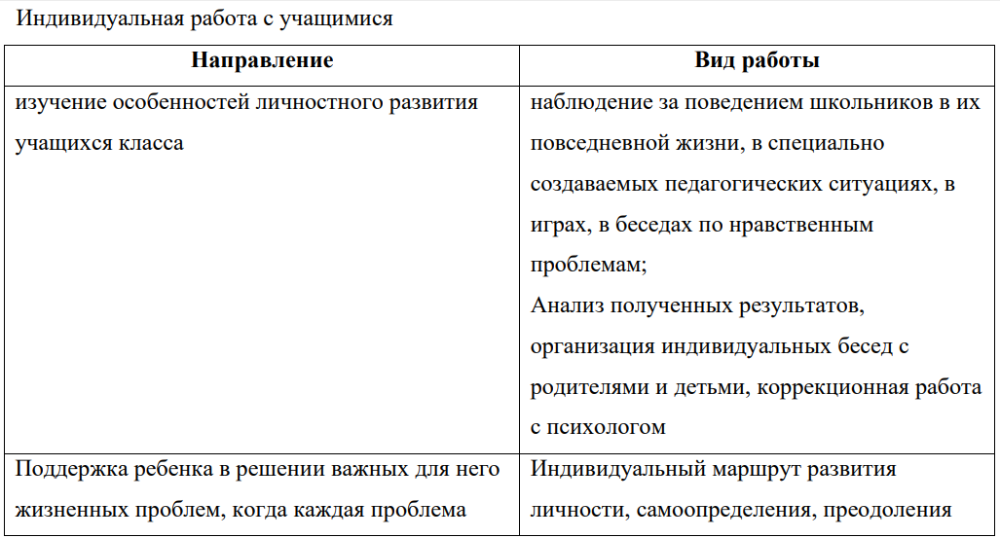 Индивидуальная работа с учащимися
Направление
Вид работы
изучение особенностей личностного развития
учащихся класса
наблюдение за поведением школьников в их
повседневной жизни, в специально
создаваемых педагогических ситуациях, в
играх, в беседах по нравственным
проблемам;
Анализ полученных результатов,
организация индивидуальных бесед с
родителями и детьми, коррекционная работа
с психологом
Поддержка ребенка в решении важных для него
жизненных проблем, когда каждая проблема
Индивидуальный маршрут развития
личности, самоопределения, преодоления